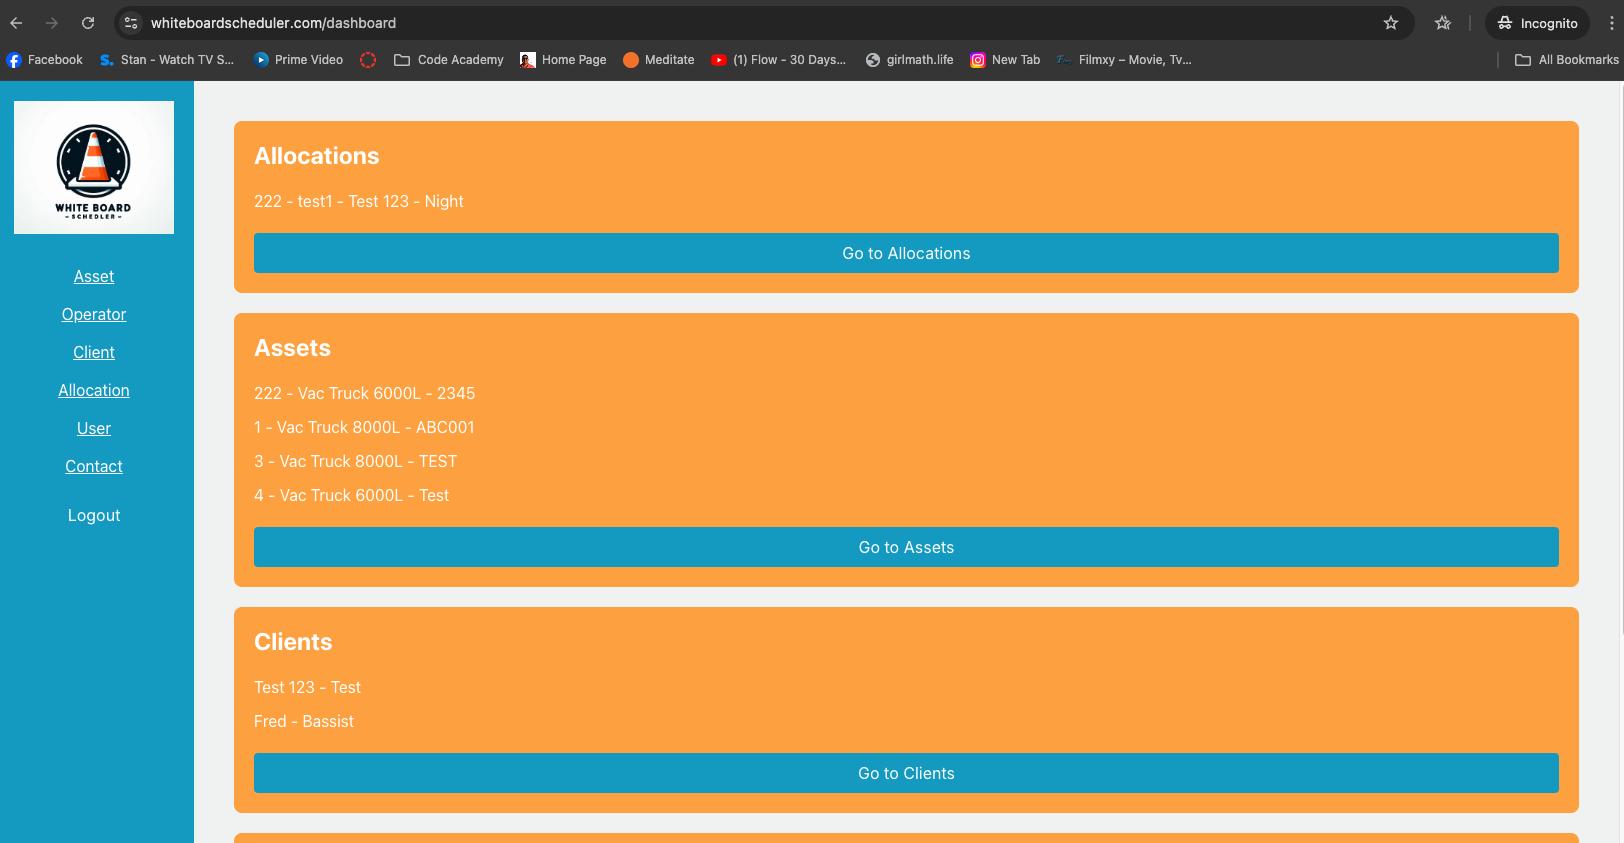 whiteboardscheduler.com/dashboard
Incognito
Facebook
Stan - Watch TV S...
Prime Video
Code Academy
Home Page
Meditate
(1) Flow - 30 Days...
girlmath.life
New Tab
Filmxy – Movie, Tv...
All Bookmarks
WHITE BOARD
- SCHEDLER -
Asset
Operator
Client
Allocation
User
Contact
Logout
Allocations
222 - test1 - Test 123 - Night
Go to Allocations
Assets
222 - Vac Truck 6000L - 2345
1 - Vac Truck 8000L - ABC001
3 - Vac Truck 8000L - TEST
4 - Vac Truck 6000L - Test
Go to Assets
Clients
Test 123 - Test
Fred - Bassist
Go to Clients